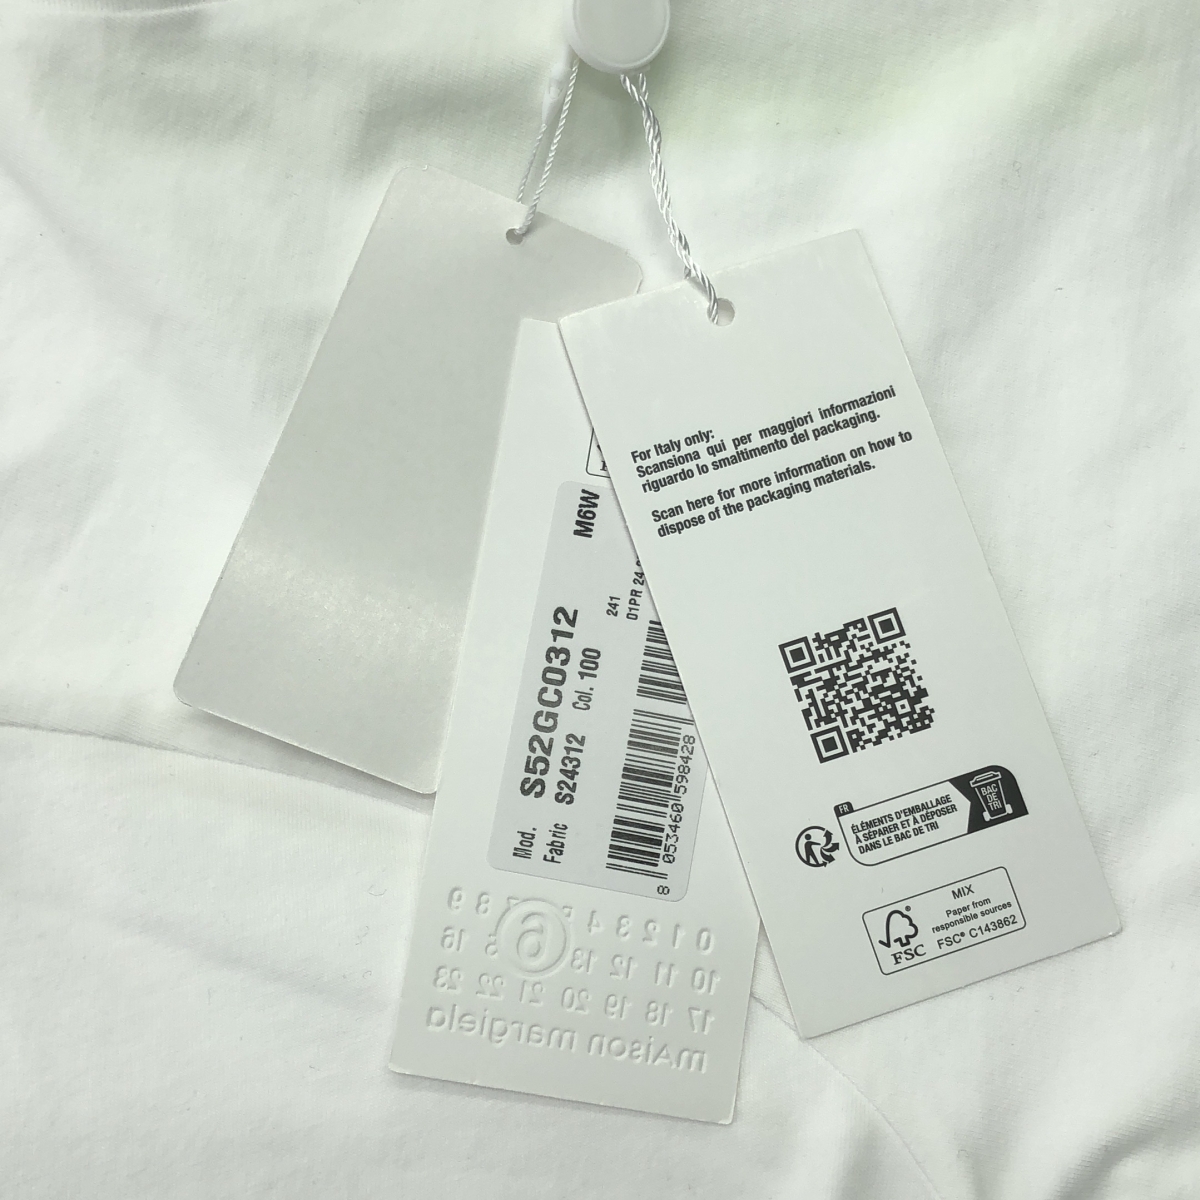 For Italy only:
Scansiona qui per maggiori informazioni
riguardo lo smaltimento del packaging.
Scan here for more information on how to
dispose of the packaging materials.
FR
ÉLÉMENTS D'EMBALLAGE
À SÉPARER ET À DÉPOSER
DANS LE BAC DE TRI
BAC
DE
TRI
FSC
MIX
Paper from
responsible sources
FSC® C143862
M6W
Mod. S52GC0312
Fabric S24312 Col. 100
241
01PR 24
8 053460 598428
0 1 2 3 4 7 8 9
10 11 12 13 6 16
17 18 19 20 21 22 23
mAison margiela